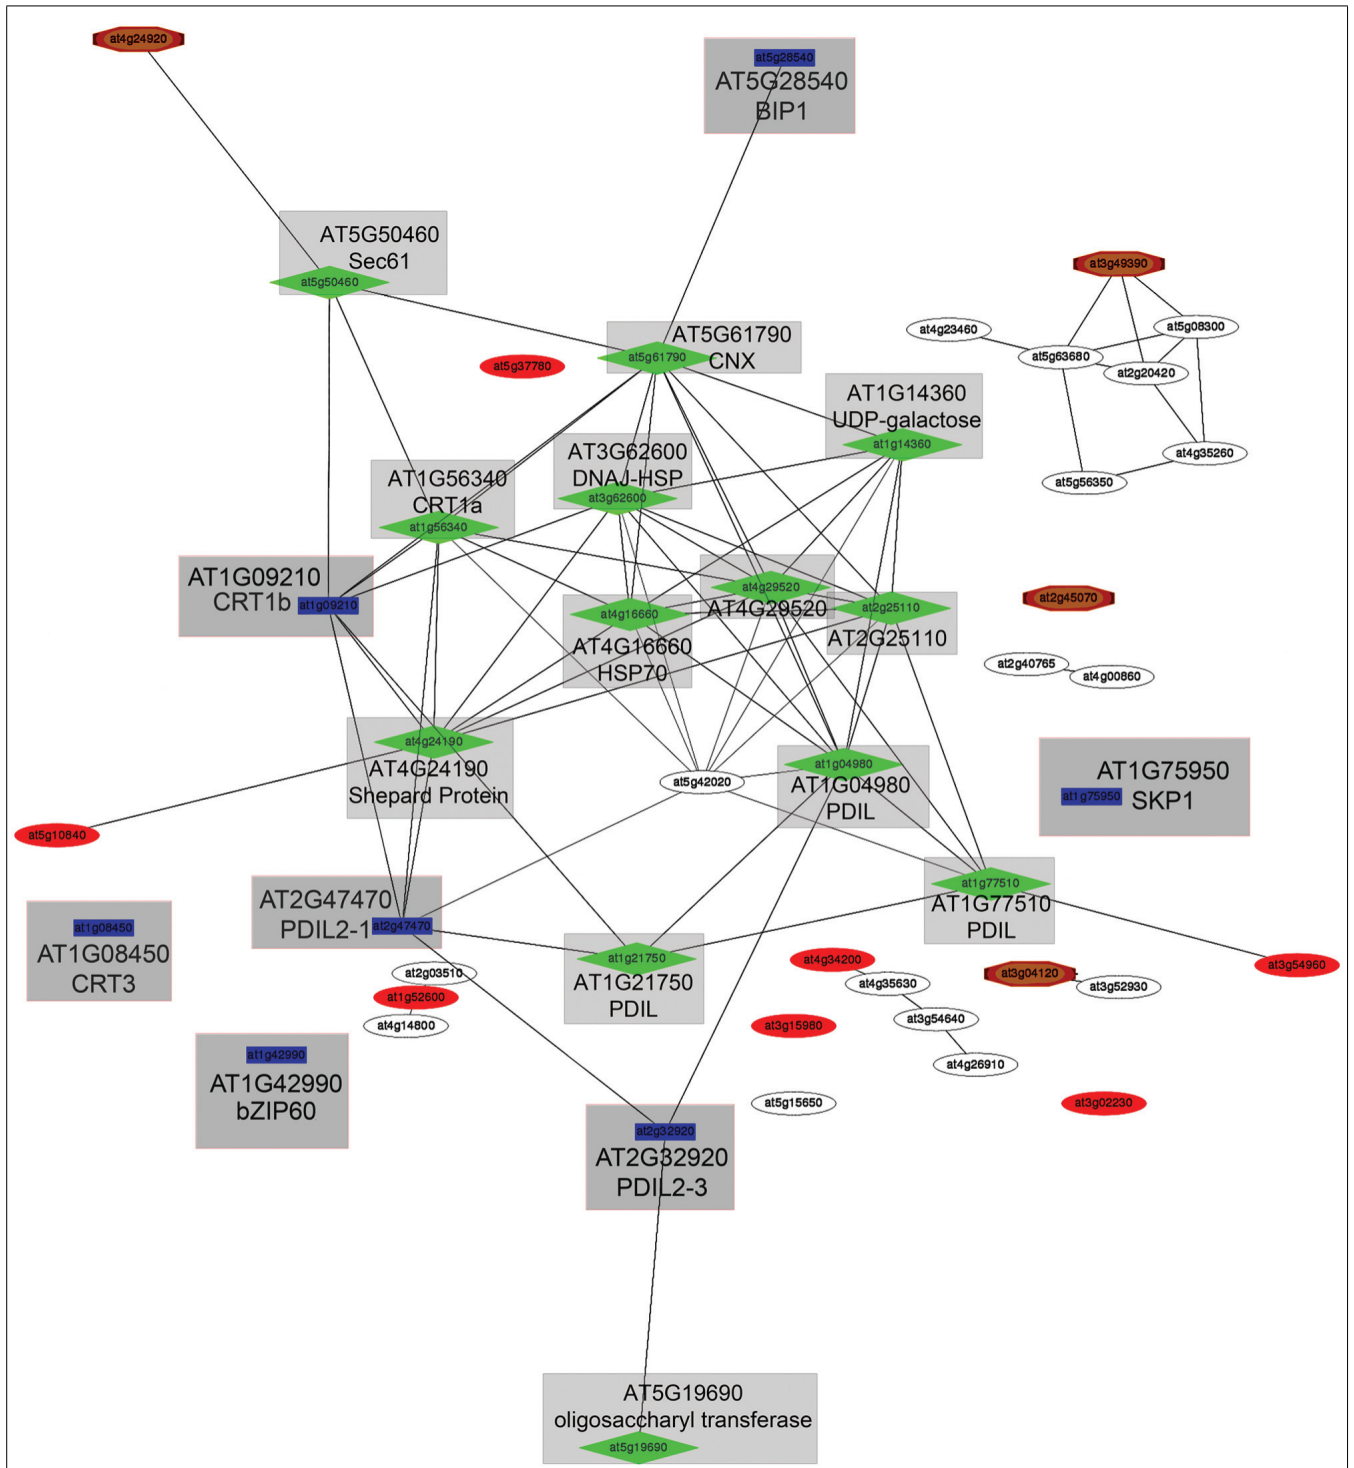 at4g24920
at5g28540
AT5G28540
BIP1
AT5G50460
Sec61
at5g50460
at3g49390
at4g23460
at5g08300
at5g63680
at2g20420
at4g35260
at5g56350
AT5G61790
at5g61790
CNX
at5g37780
AT1G14360
UDP-galactose
at1g14360
AT3G62600
DNAJ-HSP
at3g62600
AT1G56340
CRT1a
at1g56340
AT1G09210
CRT1b
at1g09210
at4g29520
AT4G29520
at2g25110
AT2G25110
at4g16660
AT4G16660
HSP70
at2g45070
at2g40765
at4g00860
at4g24190
AT4G24190
Shepard Protein
at5g42020
at1g04980
AT1G04980
PDIL
AT1G75950
at1g75950
SKP1
at5g10840
at1g77510
AT1G77510
PDIL
AT2G47470
PDIL2-1
at2g47470
at1g08450
AT1G08450
CRT3
at1g21750
AT1G21750
PDIL
at2g03510
at1g52600
at4g14800
at4g34200
at4g35630
at3g54640
at4g26910
at3g04120
at3g52930
at3g54960
at3g15980
at5g15650
at3g02230
at1g42990
AT1G42990
bZIP60
at2g32920
AT2G32920
PDIL2-3
AT5G19690
oligosaccharyl transferase
at5g19690